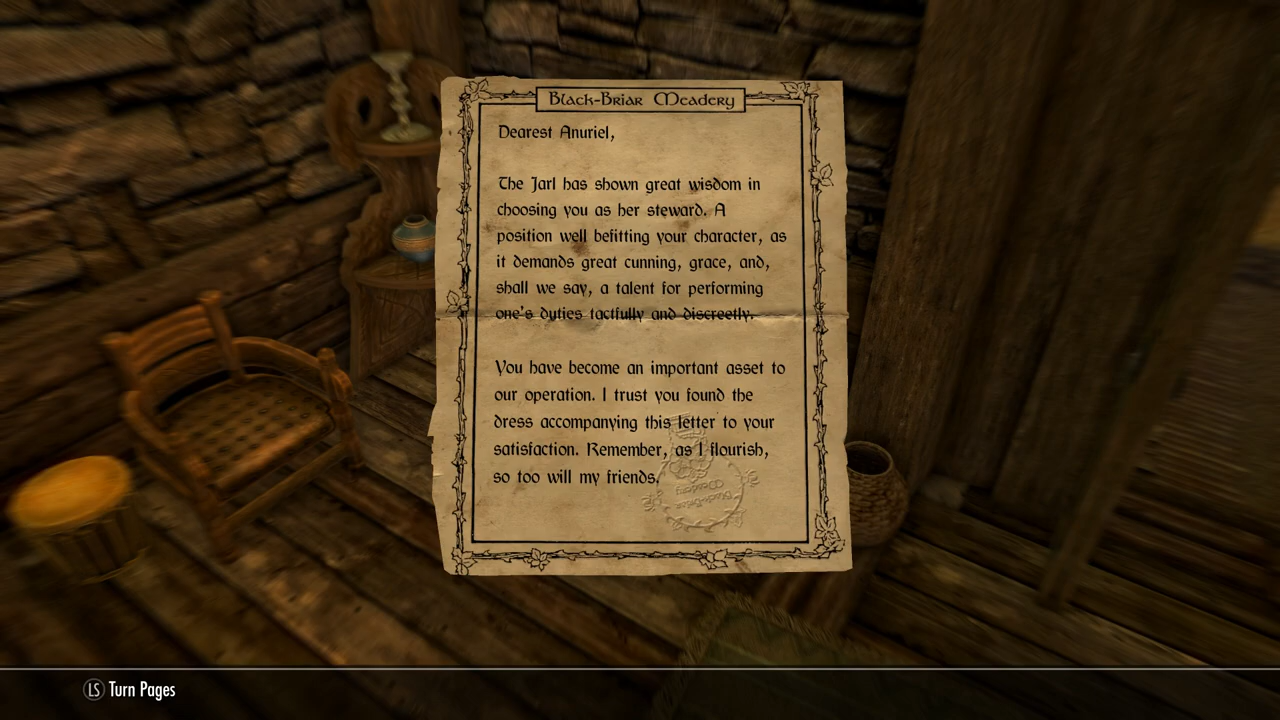 Black-Briar Meadery
Dearest Anuriel,
The Jarl has shown great wisdom in
choosing you as her steward. A
position well befitting your character, as
it demands great cunning, grace, and,
shall we say, a talent for performing
one's duties tactfully and discreetly.
You have become an important asset to
our operation. I trust you found the
dress accompanying this letter to your
satisfaction. Remember, as I flourish,
so too will my friends.
Black-Briar
Meadery
LS Turn Pages